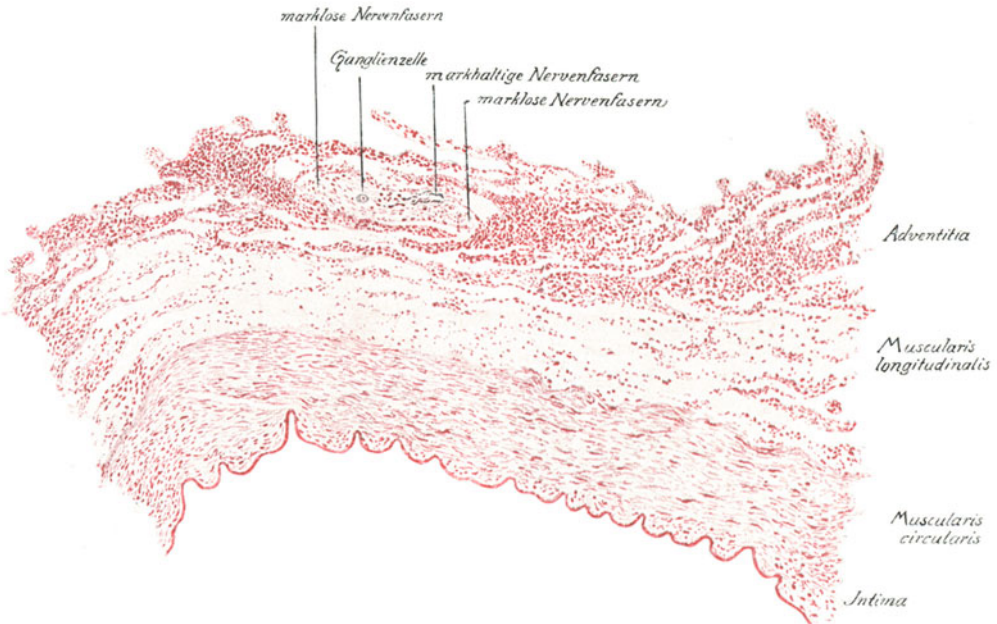 marklose Nervenfasern
Ganglienzelle
markhaltige Nervenfasern
marklose Nervenfasern
Adventitia
Muscularis
longitudinalis
Muscularis
circularis
Intima